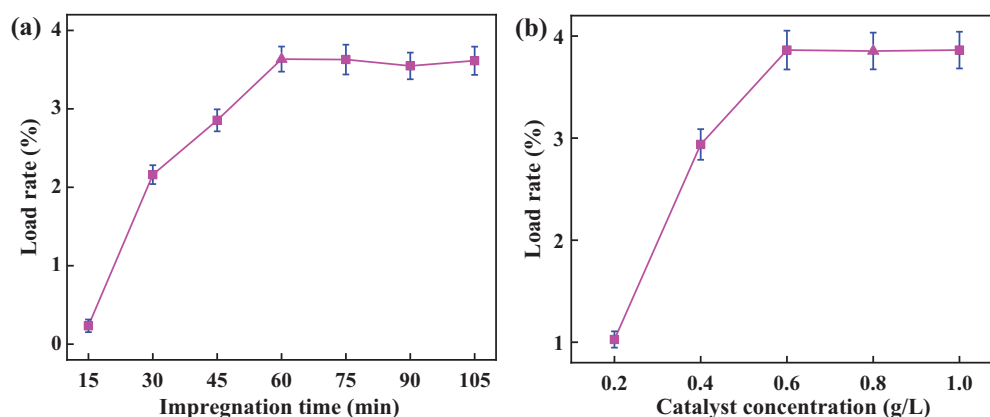 (a)
4
3
2
1
0
Load rate (%)
15 30 45 60 75 90 105
Impregnation time (min)
(b)
4
3
2
1
Load rate (%)
0.2 0.4 0.6 0.8 1.0
Catalyst concentration (g/L)